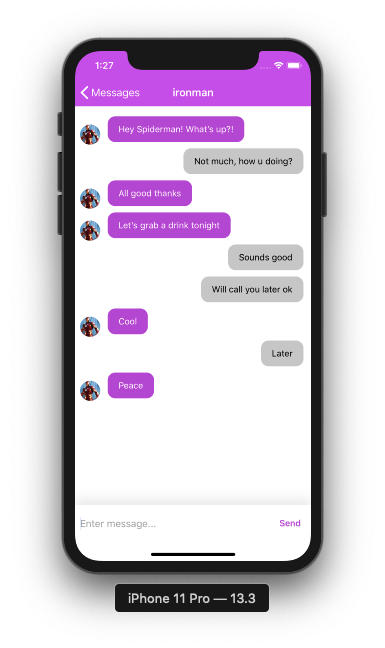 1:27
Messages
ironman
Hey Spiderman! What's up?!
Not much, how u doing?
All good thanks
Let's grab a drink tonight
Sounds good
Will call you later ok
Cool
Later
Peace
Enter message...
Send
iPhone 11 Pro — 13.3